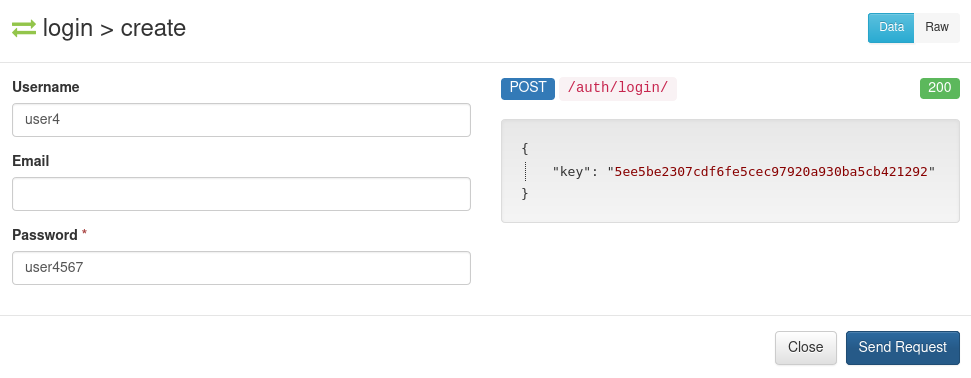 login > create
Data
Raw
Username
user4
Email
Password *
user4567
POST
/auth/login/
200
{
"key": "5ee5be2307cdf6fe5cec97920a930ba5cb421292"
}
Close
Send Request